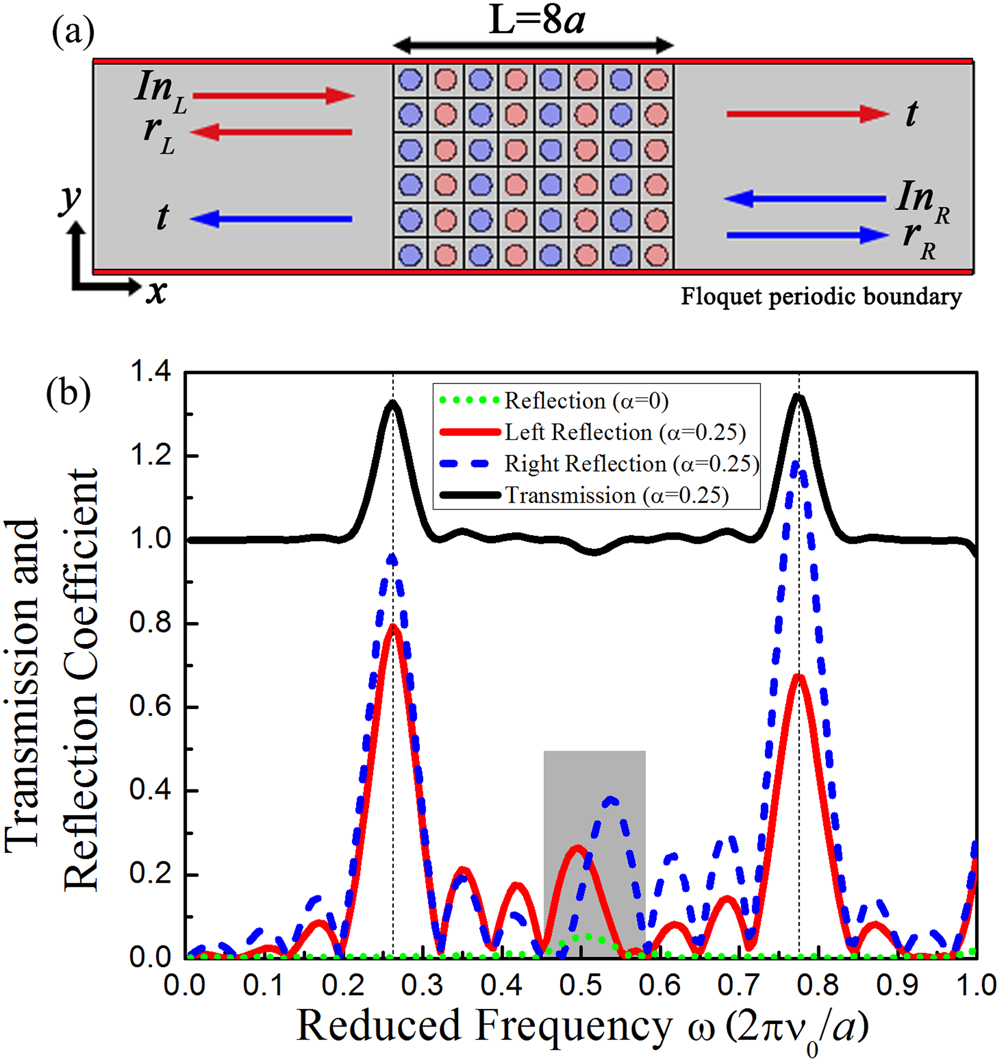 (a)
L=8a
In_L
r_L
t
t
In_R
r_R
y
x
Floquet periodic boundary
(b)
Transmission and
Reflection Coefficient
1.4
1.2
1.0
0.8
0.6
0.4
0.2
0.0
Reflection (α=0)
Left Reflection (α=0.25)
Right Reflection (α=0.25)
Transmission (α=0.25)
0.0 0.1 0.2 0.3 0.4 0.5 0.6 0.7 0.8 0.9 1.0
Reduced Frequency ω (2πν₀/a)